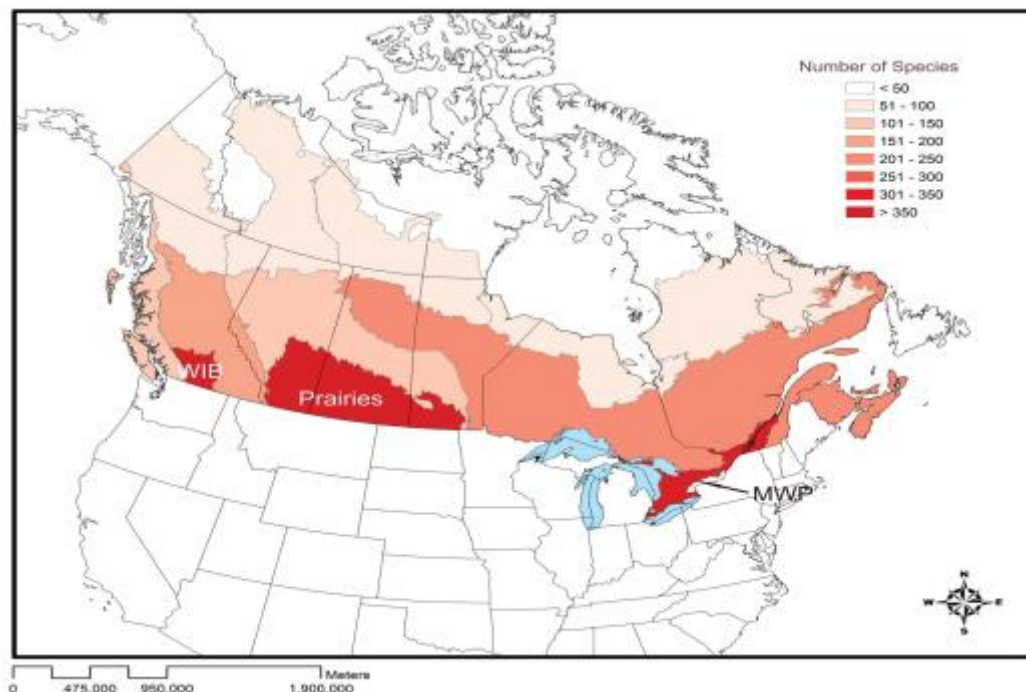 Number of Species
< 50
51 - 100
101 - 150
151 - 200
201 - 250
251 - 300
301 - 350
> 350
WIB
Prairies
MWP
N
W E
S
Meters
0 475,000 950,000 1,900,000